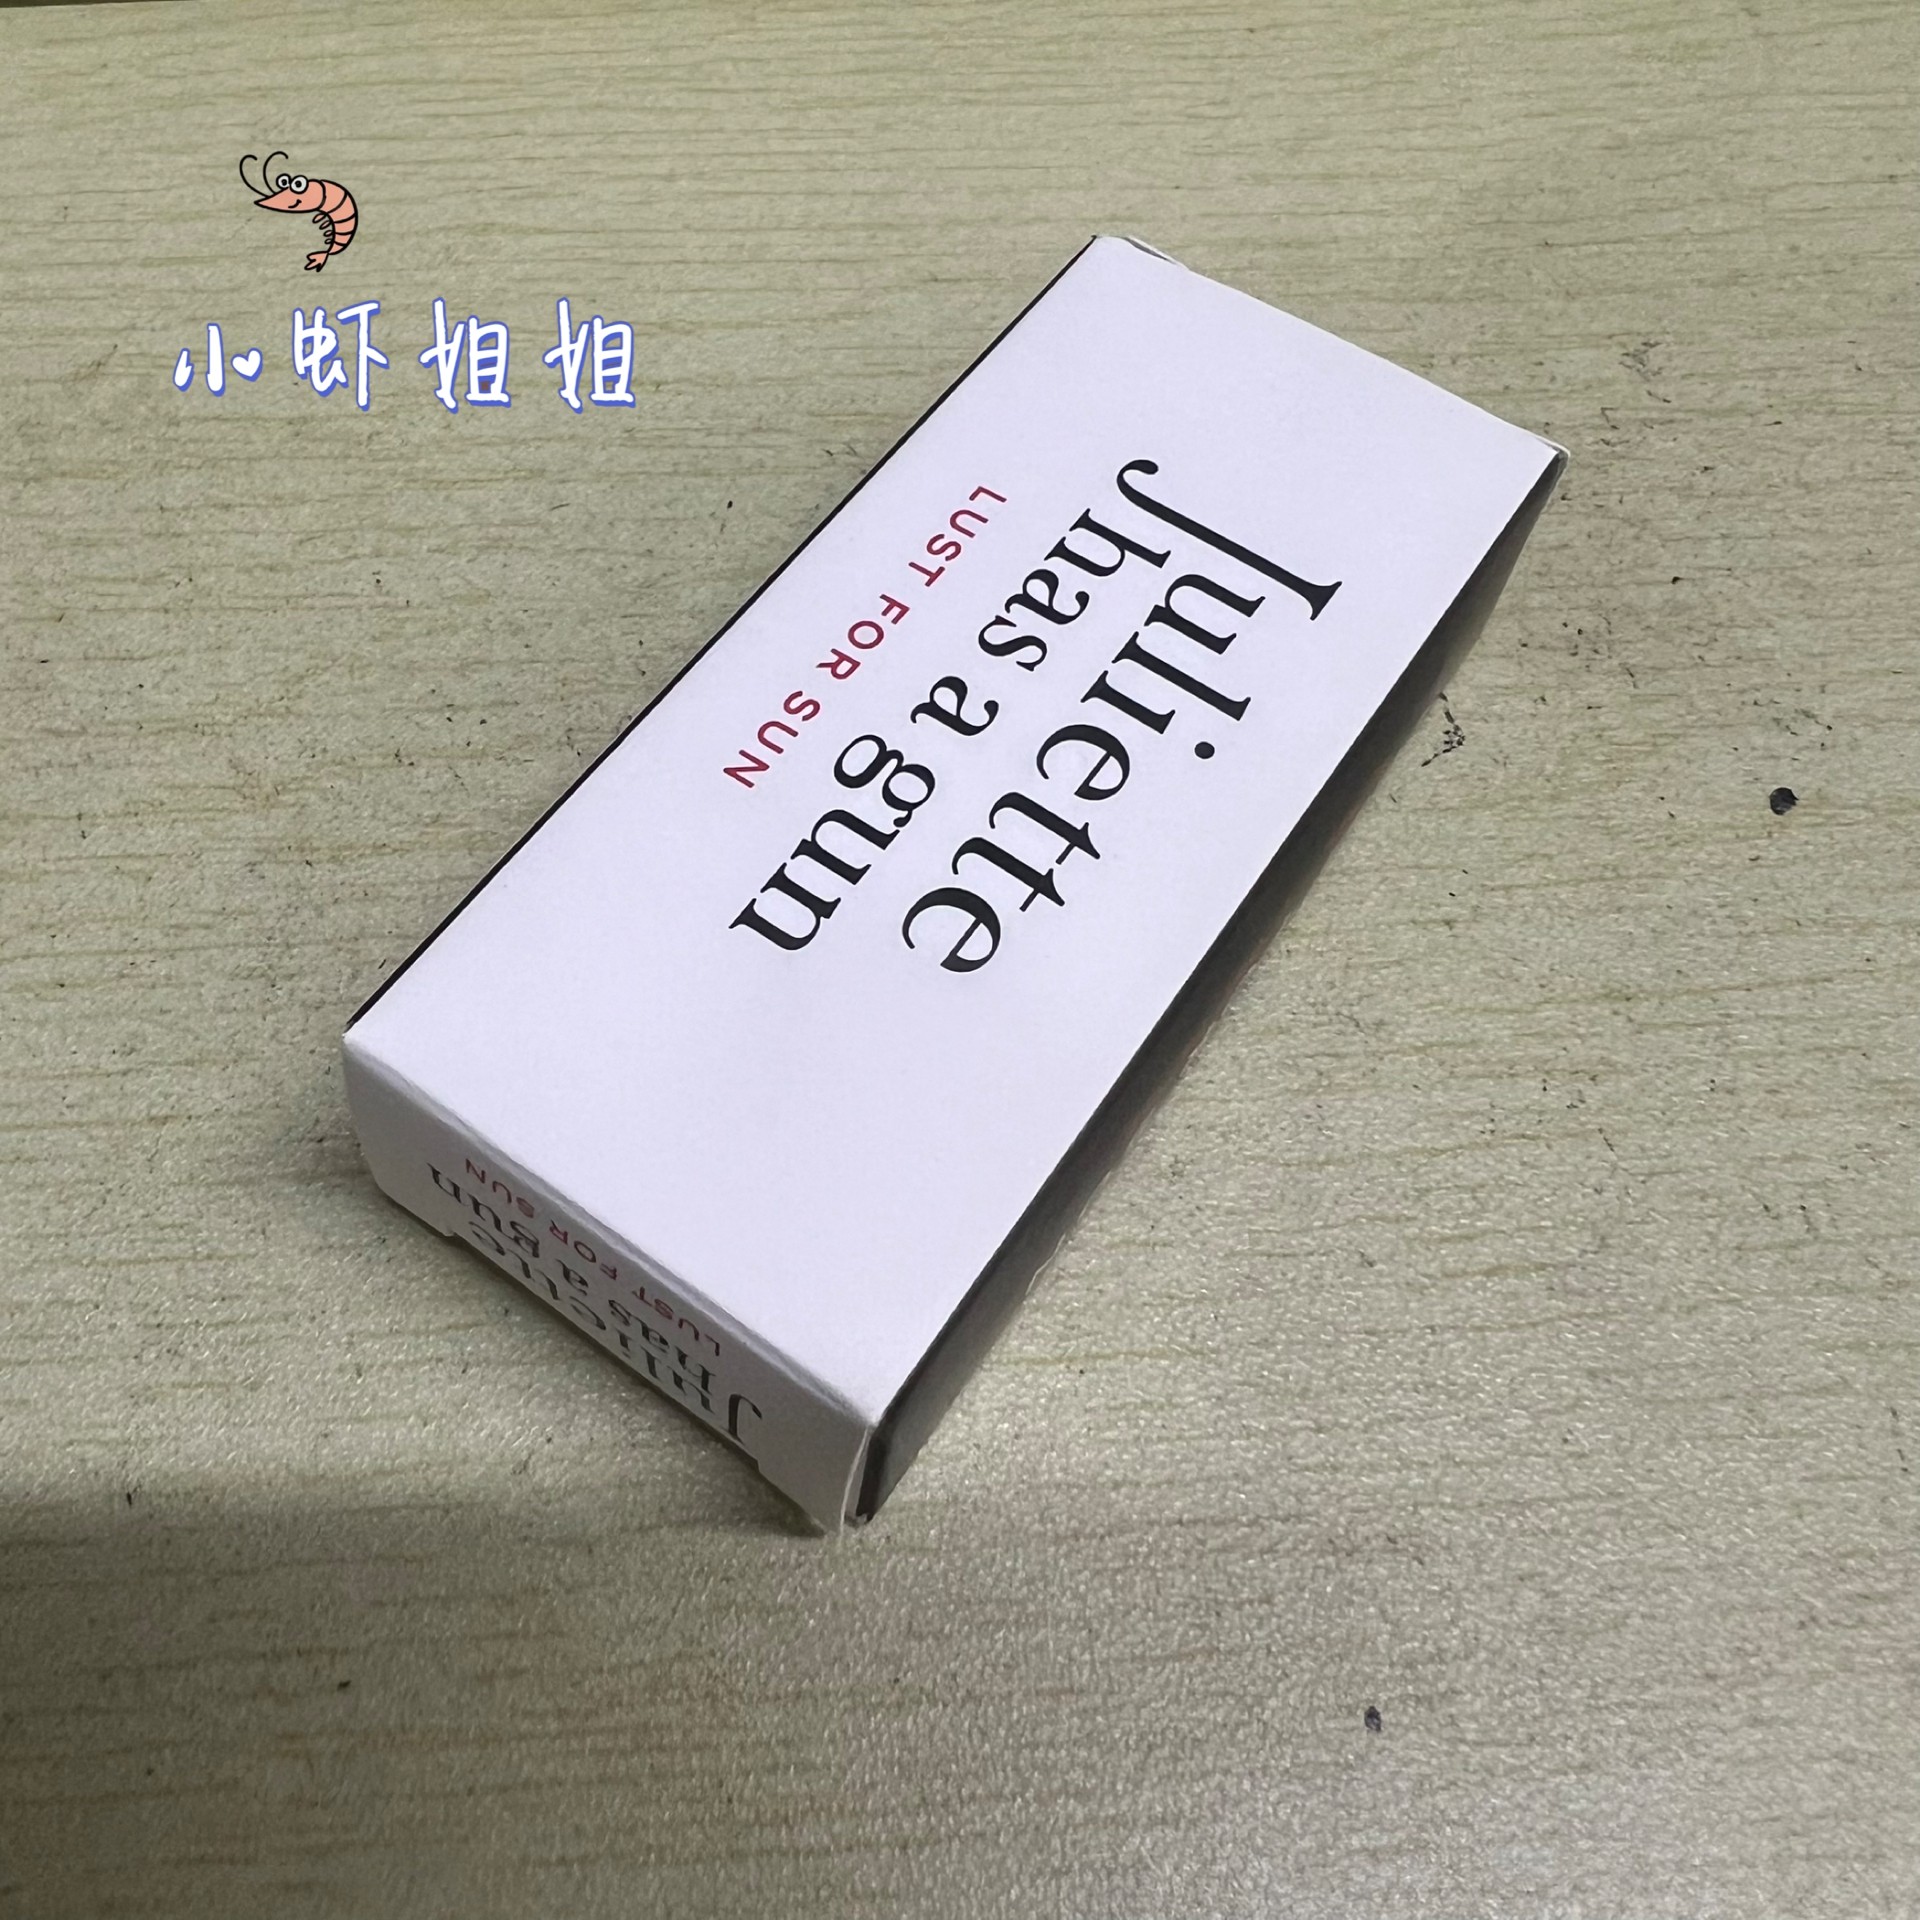 小虾姐姐
Juliette
has a gun
LUST FOR SUN
Juliette
has a gun
LUST FOR SUN